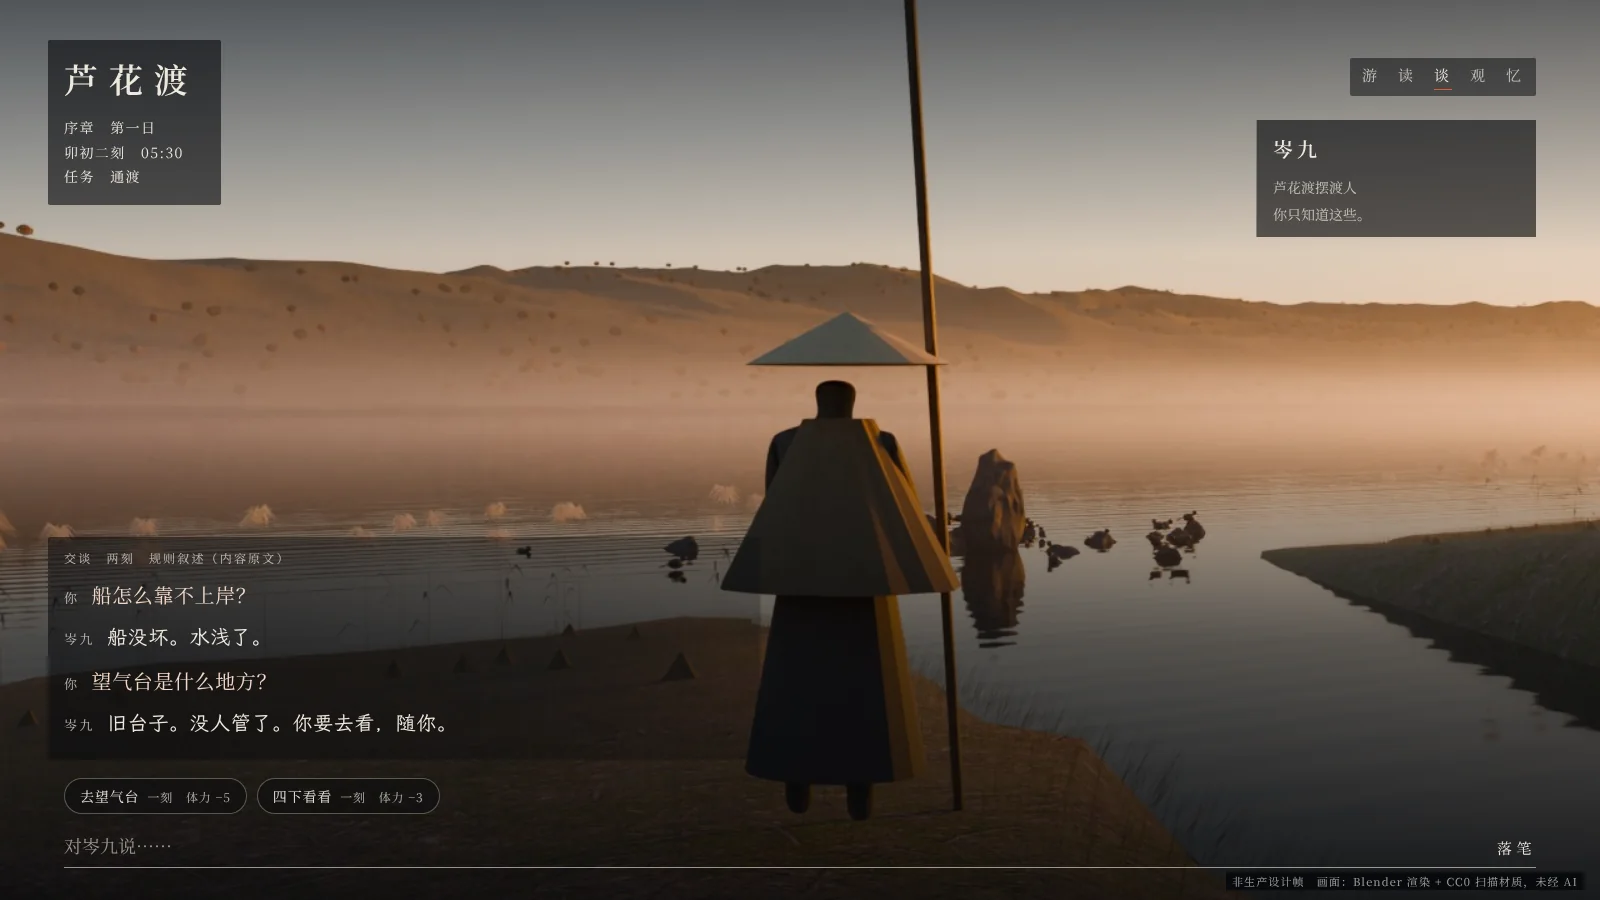 芦花渡
序章 第一日
卯初二刻 05:30
任务 通渡
游 读 谈 观 忆
岑九
芦花渡摆渡人
你只知道这些。
交谈 两刻 规则叙述（内容原文）
你 船怎么靠不上岸？
岑九 船没坏。水浅了。
你 望气台是什么地方？
岑九 旧台子。没人管了。你要去看，随你。
去望气台 一刻 体力 −5
四下看看 一刻 体力 −3
对岑九说……
落笔
非生产设计帧 画面：Blender 渲染 + CC0 扫描材质，未经 AI